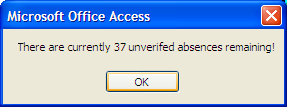 Microsoft Office Access
There are currently 37 unverifed absences remaining!
OK